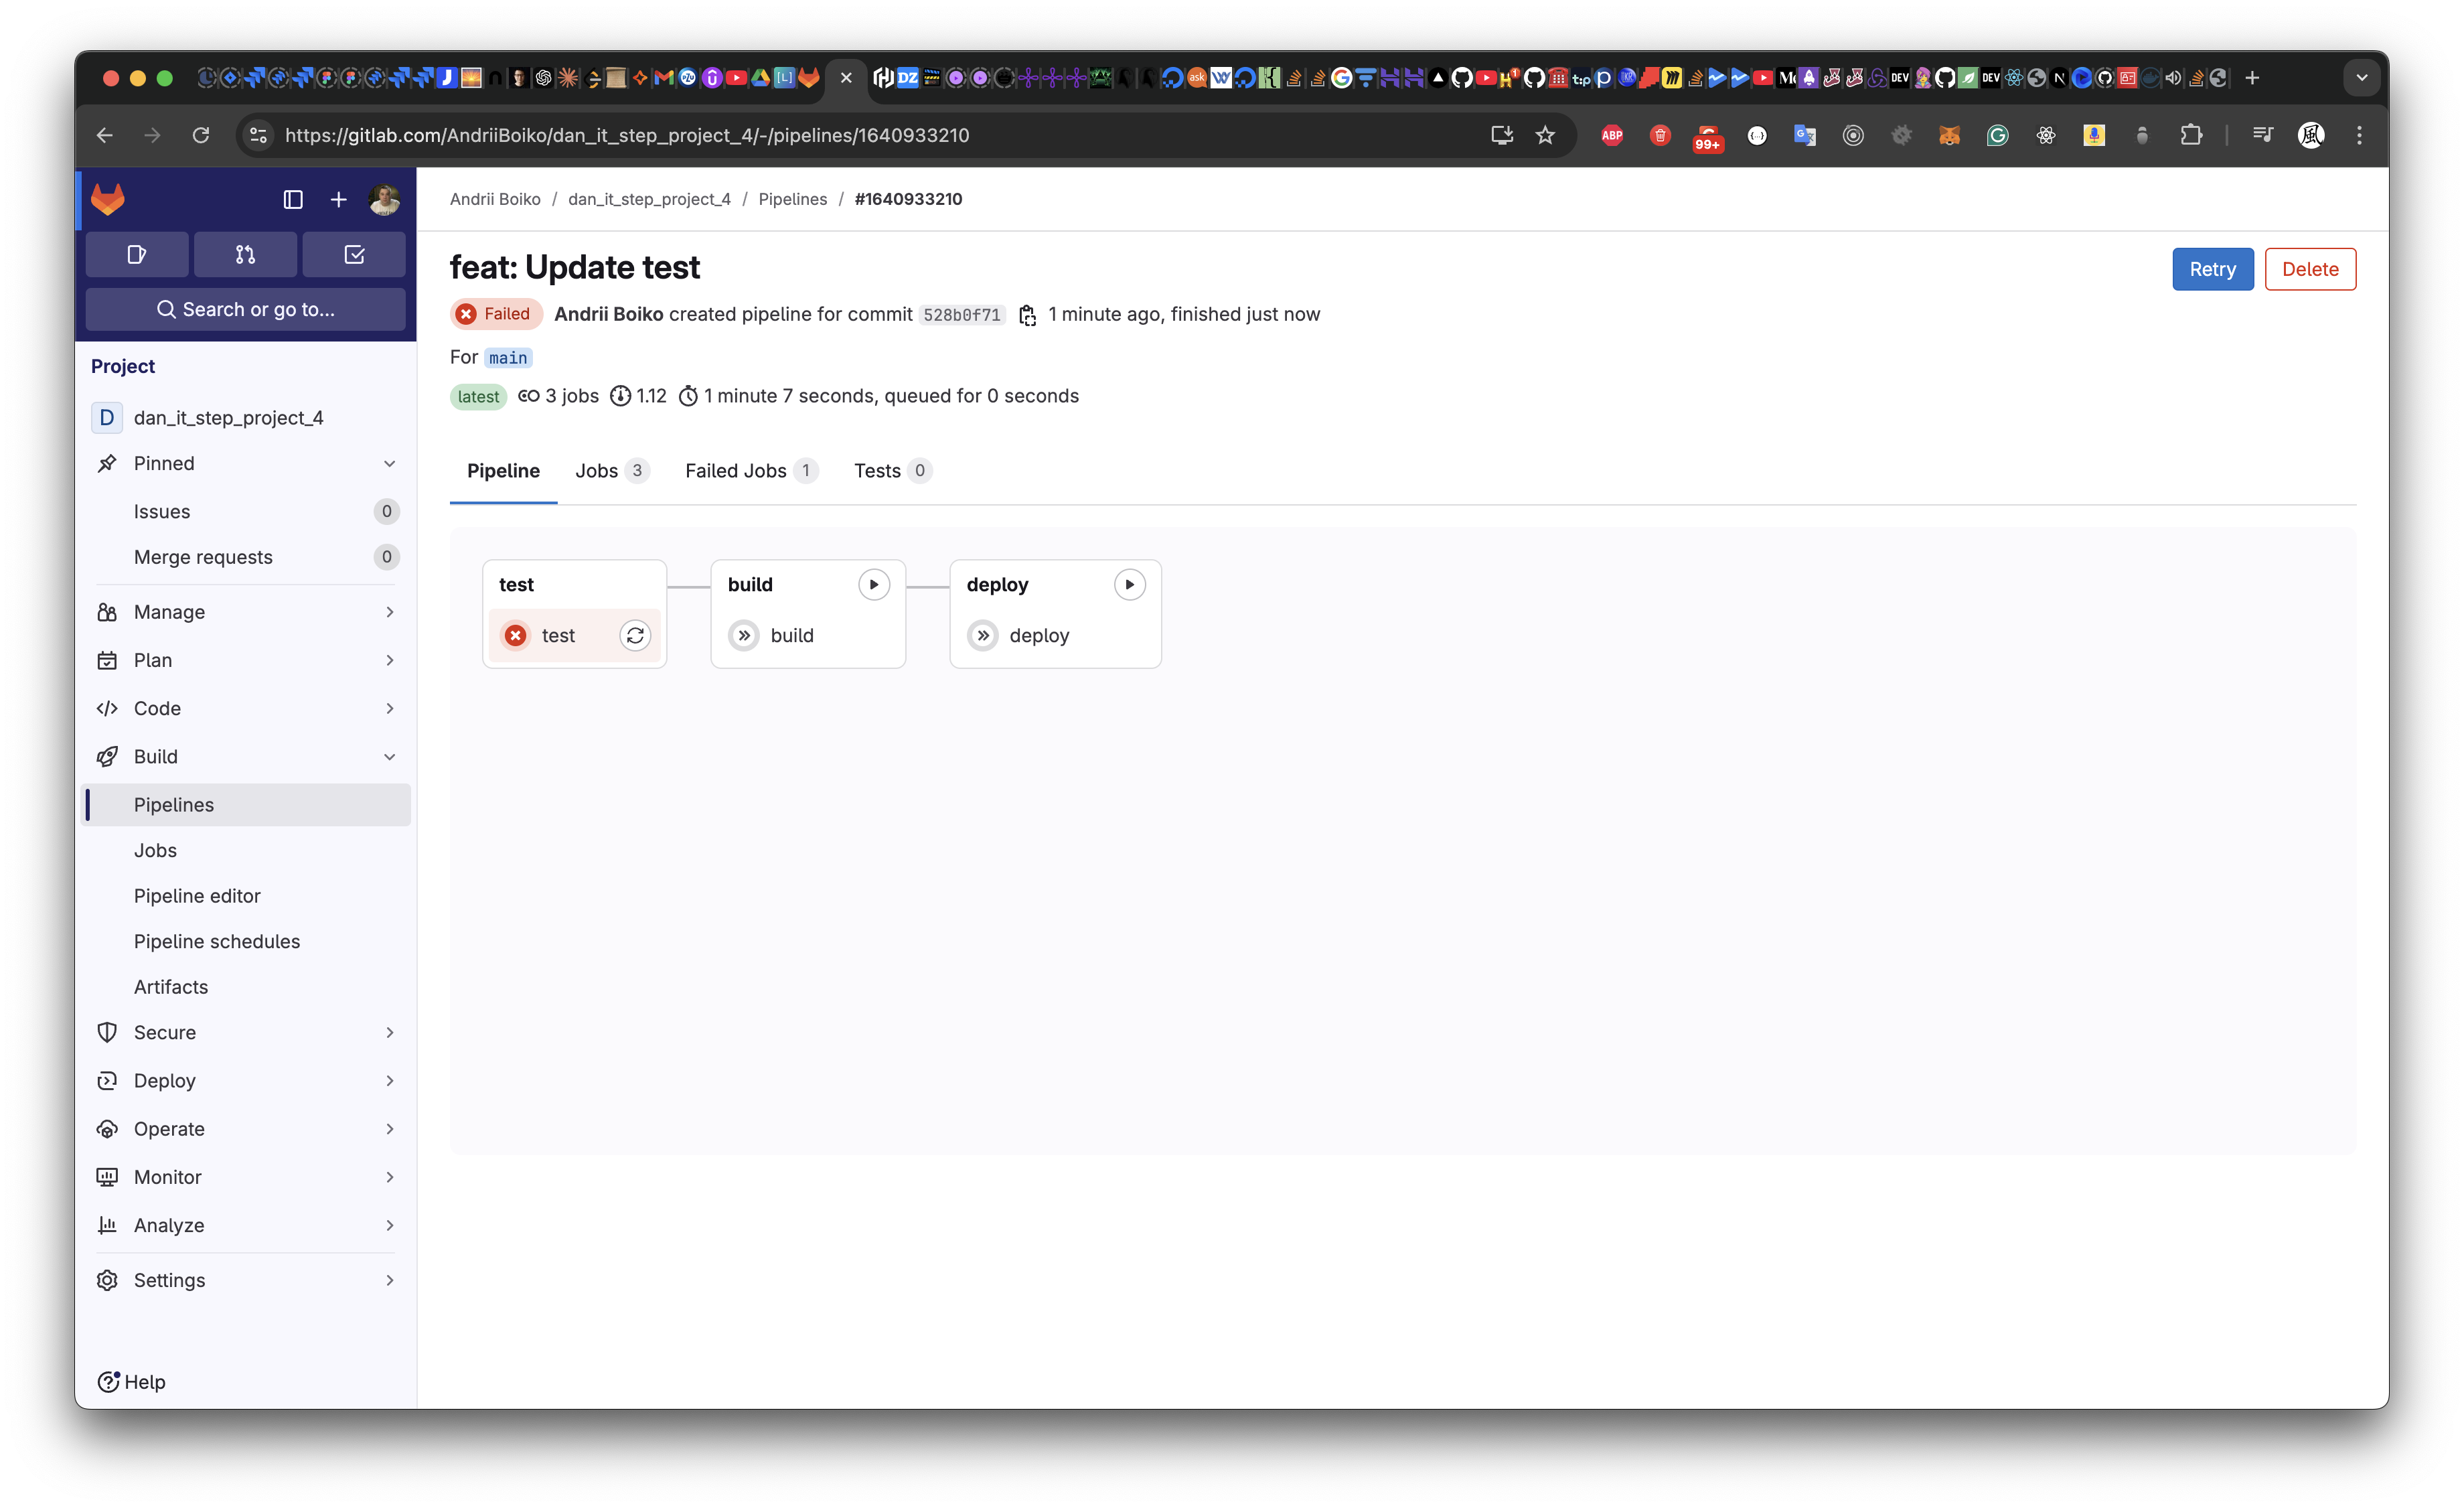 https://gitlab.com/AndriiBoiko/dan_it_step_project_4/-/pipelines/1640933210
ABP
99+
Search or go to...
Project
D dan_it_step_project_4
Pinned
Issues 0
Merge requests 0
Manage
Plan
Code
Build
Pipelines
Jobs
Pipeline editor
Pipeline schedules
Artifacts
Secure
Deploy
Operate
Monitor
Analyze
Settings
Help
Andrii Boiko / dan_it_step_project_4 / Pipelines / #1640933210
feat: Update test
Retry Delete
Failed Andrii Boiko created pipeline for commit 528b0f71 1 minute ago, finished just now
For main
latest 3 jobs 1.12 1 minute 7 seconds, queued for 0 seconds
Pipeline Jobs 3 Failed Jobs 1 Tests 0
test build deploy
test build deploy